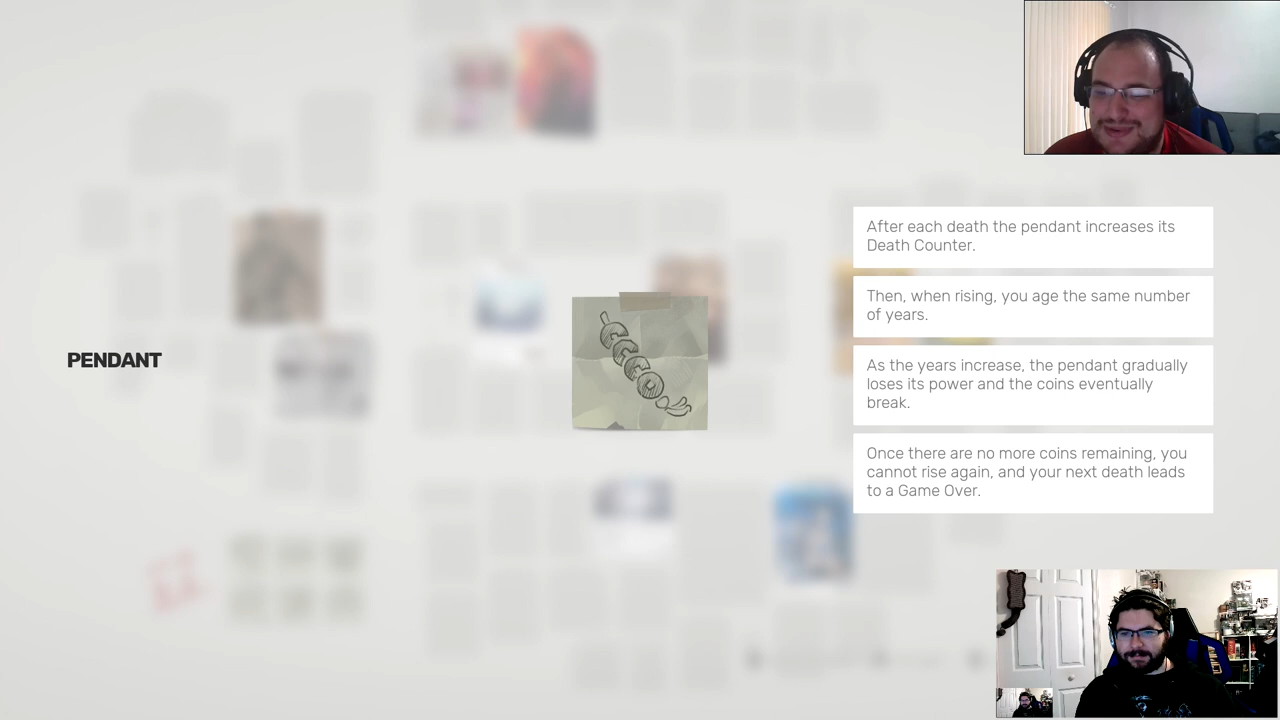 PENDANT
After each death the pendant increases its
Death Counter.
Then, when rising, you age the same number
of years.
As the years increase, the pendant gradually
loses its power and the coins eventually
break.
Once there are no more coins remaining, you
cannot rise again, and your next death leads
to a Game Over.